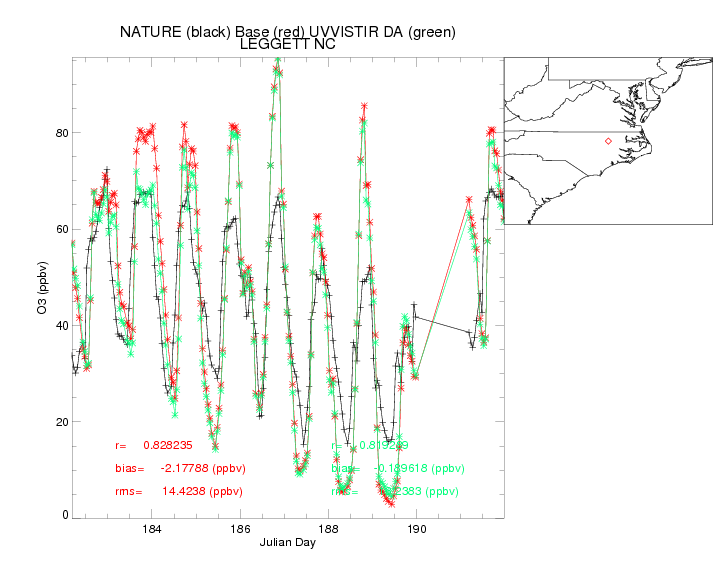 NATURE (black) Base (red) UVVISTIR DA (green)
LEGGETT NC
O3 (ppbv)
80
60
40
20
0
r= 0.828235
bias= -2.17788 (ppbv)
rms= 14.4238 (ppbv)
r=
bias= -0.189618 (ppbv)
(ppbv)
184
186
188
190
Julian Day